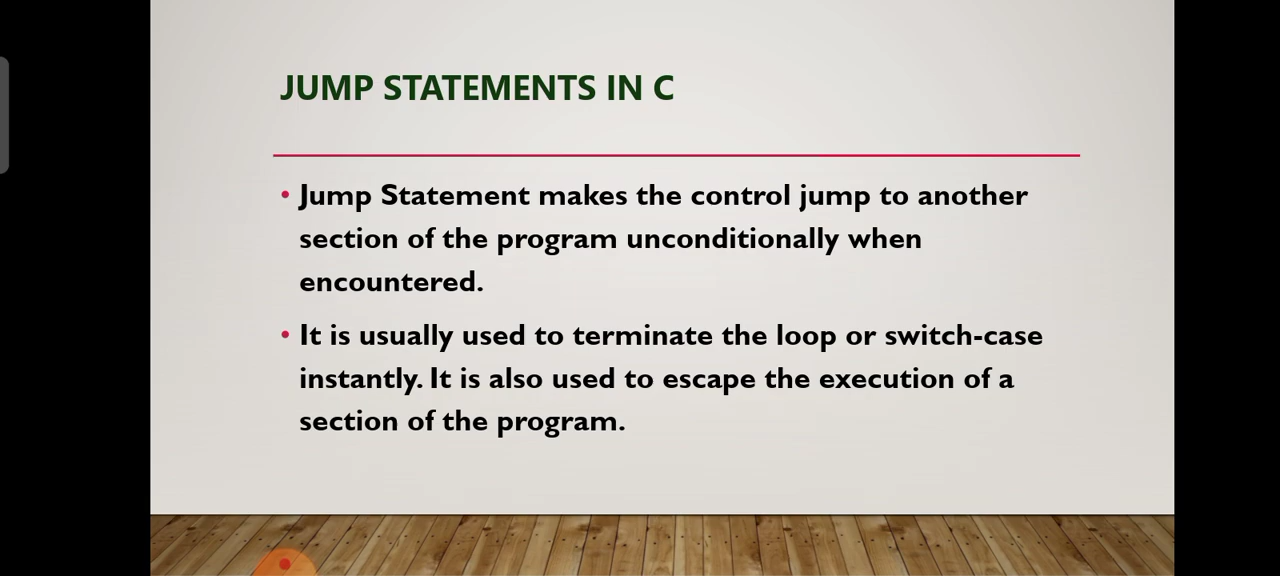 JUMP STATEMENTS IN C
• Jump Statement makes the control jump to another
section of the program unconditionally when
encountered.
• It is usually used to terminate the loop or switch-case
instantly. It is also used to escape the execution of a
section of the program.